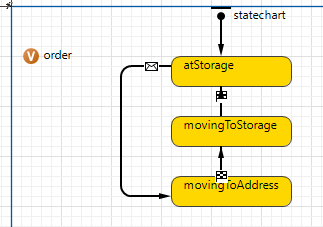 statechart
V order
atStorage
movingToStorage
movingToAddress